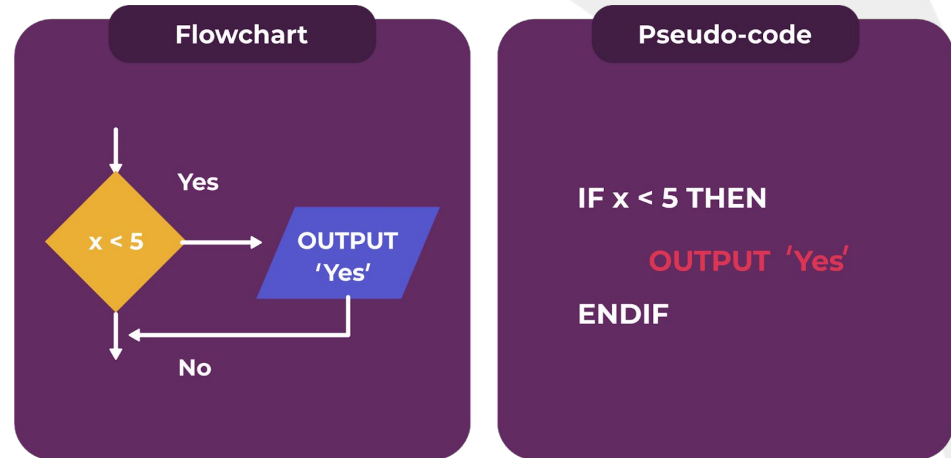 Flowchart
Yes
x < 5
OUTPUT
‘Yes’
No
Pseudo-code
IF x < 5 THEN
OUTPUT ‘Yes’
ENDIF